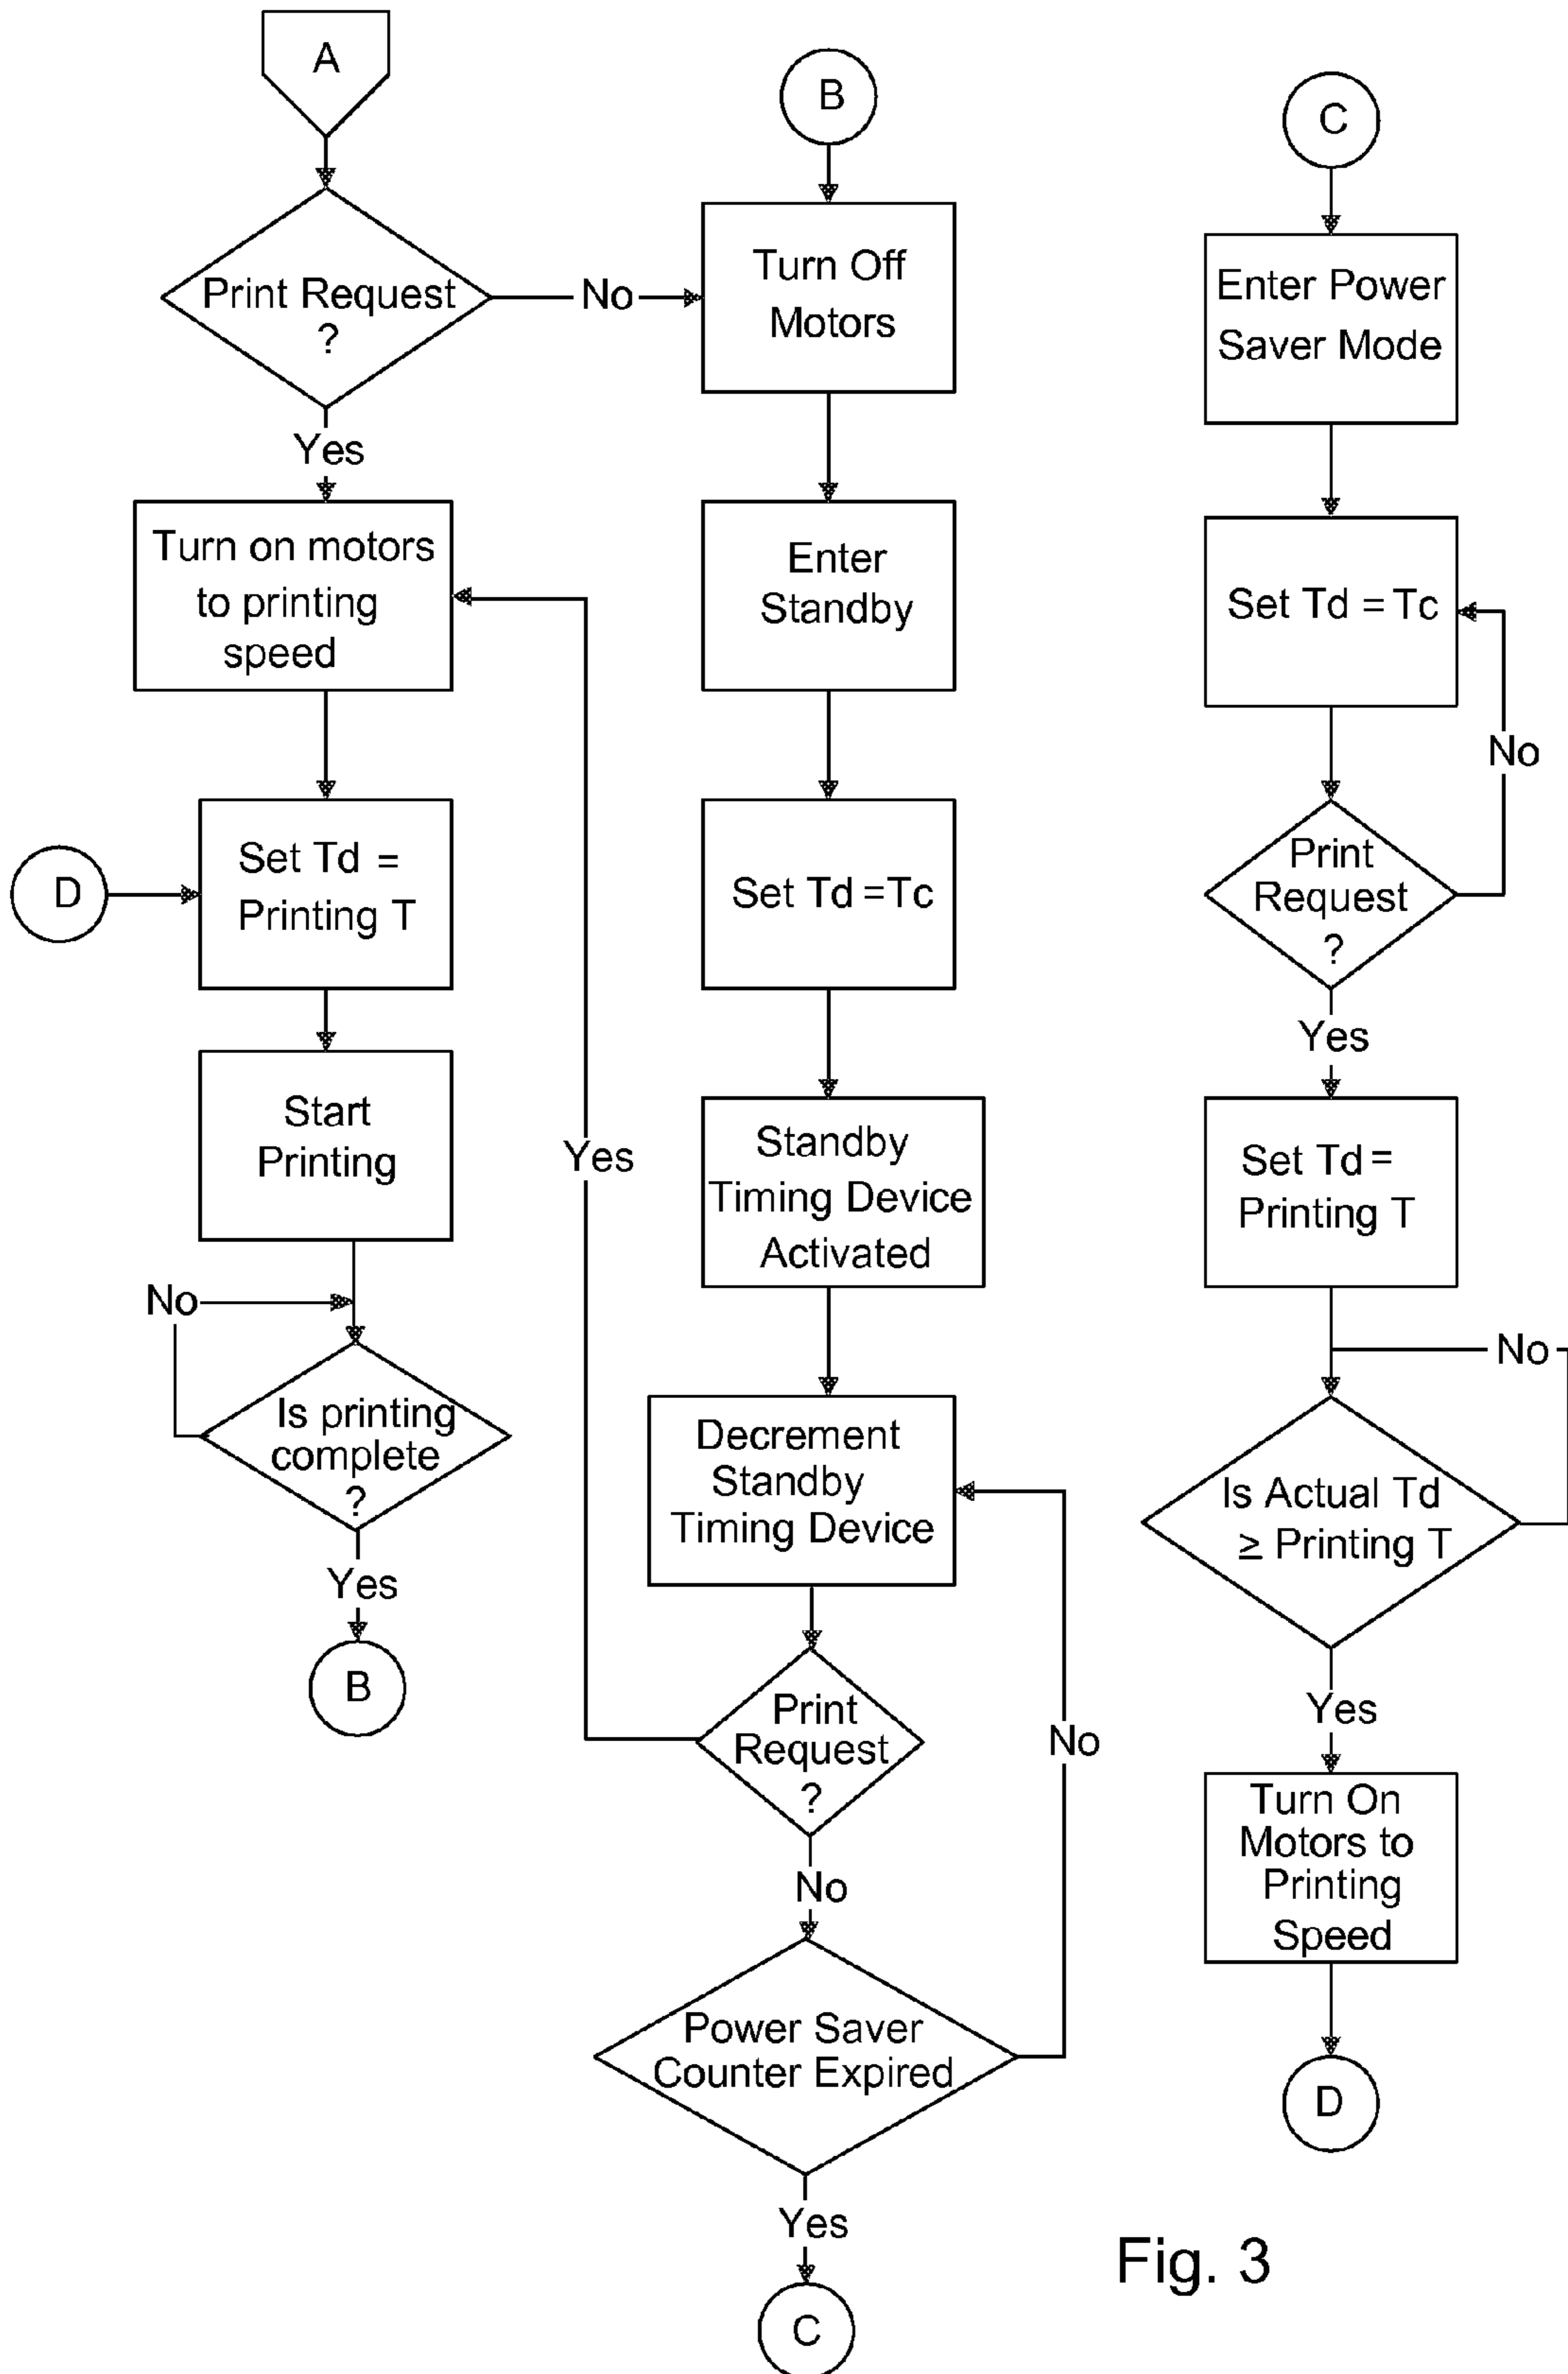 A
Print Request
?
No
Yes
Turn on motors
to printing
speed
D
Set Td =
Printing T
Start
Printing
No
Is printing
complete
?
Yes
B
B
Turn Off
Motors
Enter
Standby
Set Td =Tc
Standby
Timing Device
Activated
Decrement
Standby
Timing Device
Print
Request
?
Yes
No
Power Saver
Counter Expired
No
Yes
C
C
Enter Power
Saver Mode
Set Td = Tc
Print
Request
?
No
Yes
Set Td =
Printing T
Is Actual Td
≥ Printing T
No
Yes
Turn On
Motors to
Printing
Speed
D
Fig. 3